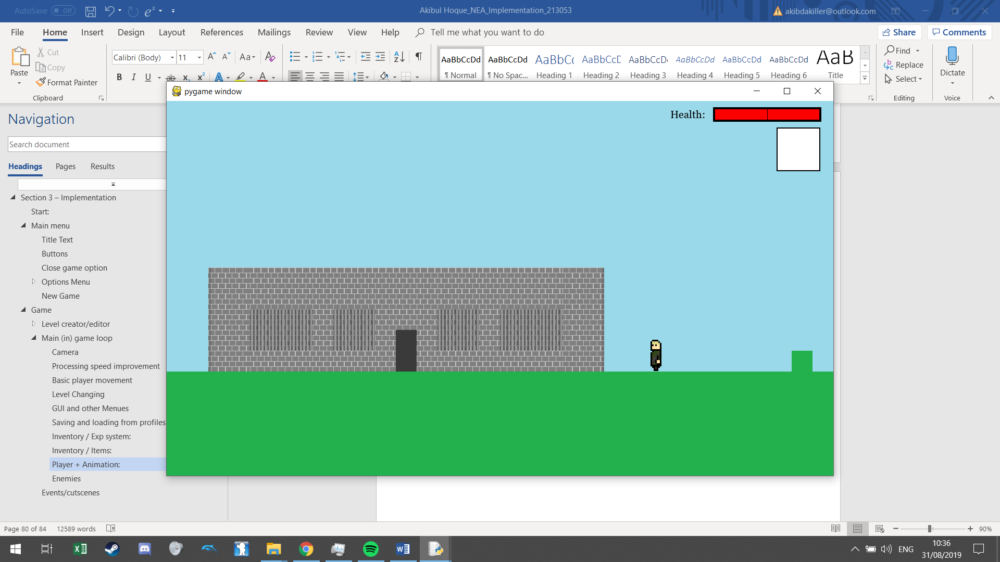 AutoSave Off
Akibul Hoque_NEA_Implementation_213053
akibdakiller@outlook.com
File Home Insert Design Layout References Mailings Review View Help Tell me what you want to do
Share Comments
Paste
Cut
Copy
Format Painter
Clipboard
Calibri (Body) 11
AaBbCcDd ¶ Normal
AaBbCcDd ¶ No Spac...
AaBbCc Heading 1
AaBbCcD Heading 2
AaBbCcDd Heading 3
AaBbCcDd Heading 4
AaBbCcDd Heading 5
AaBbCcDd Heading 6
AaB Title
Find
Replace
Select
Editing
Dictate
Voice
pygame window
Health:
Navigation
Search document
Headings Pages Results
Section 3 – Implementation
Start:
Main menu
Title Text
Buttons
Close game option
Options Menu
New Game
Game
Level creator/editor
Main (in) game loop
Camera
Processing speed improvement
Basic player movement
Level Changing
GUI and other Menues
Saving and loading from profiles
Inventory / Exp system:
Inventory / Items:
Player + Animation:
Enemies
Events/cutscenes
Page 80 of 84 12589 words
90%
ENG
10:36
31/08/2019